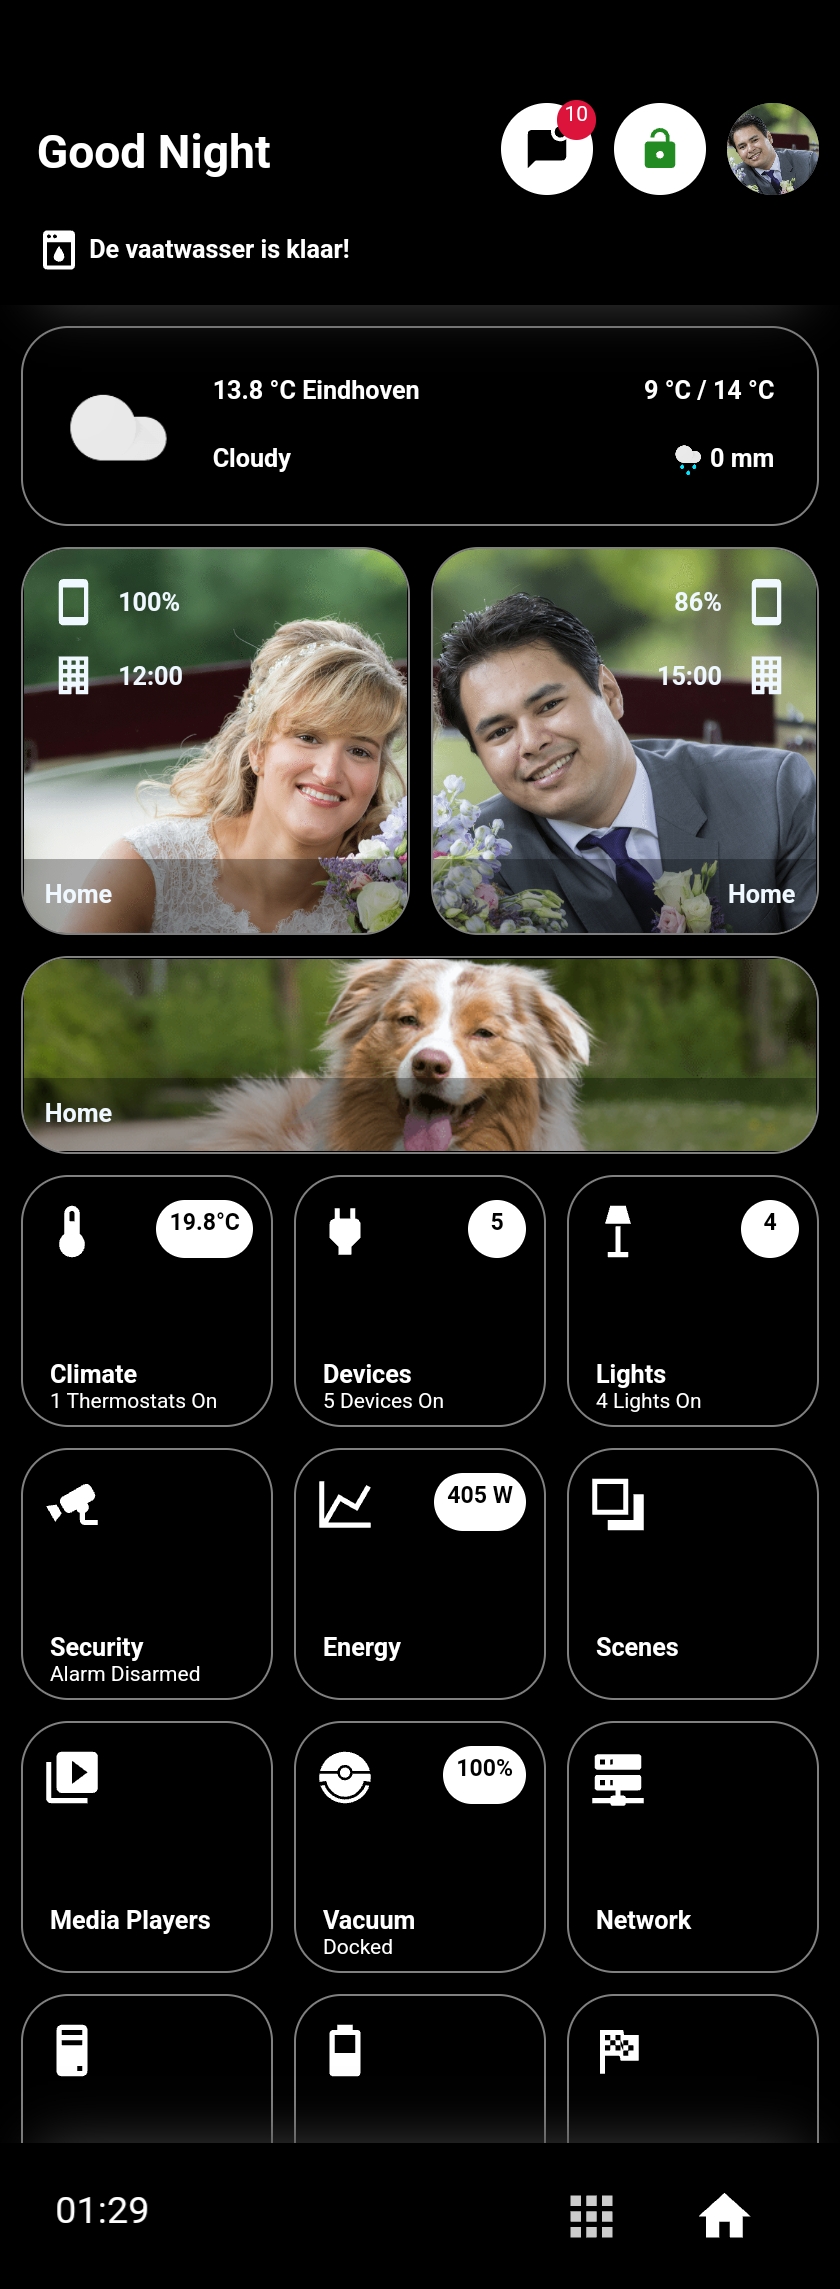 10
Good Night
De vaatwasser is klaar!
13.8 °C Eindhoven
9 °C / 14 °C
Cloudy
0 mm
100%
12:00
86%
15:00
Home
Home
Home
19.8°C
Climate
1 Thermostats On
5
Devices
5 Devices On
4
Lights
4 Lights On
Security
Alarm Disarmed
405 W
Energy
Scenes
Media Players
100%
Vacuum
Docked
Network
01:29